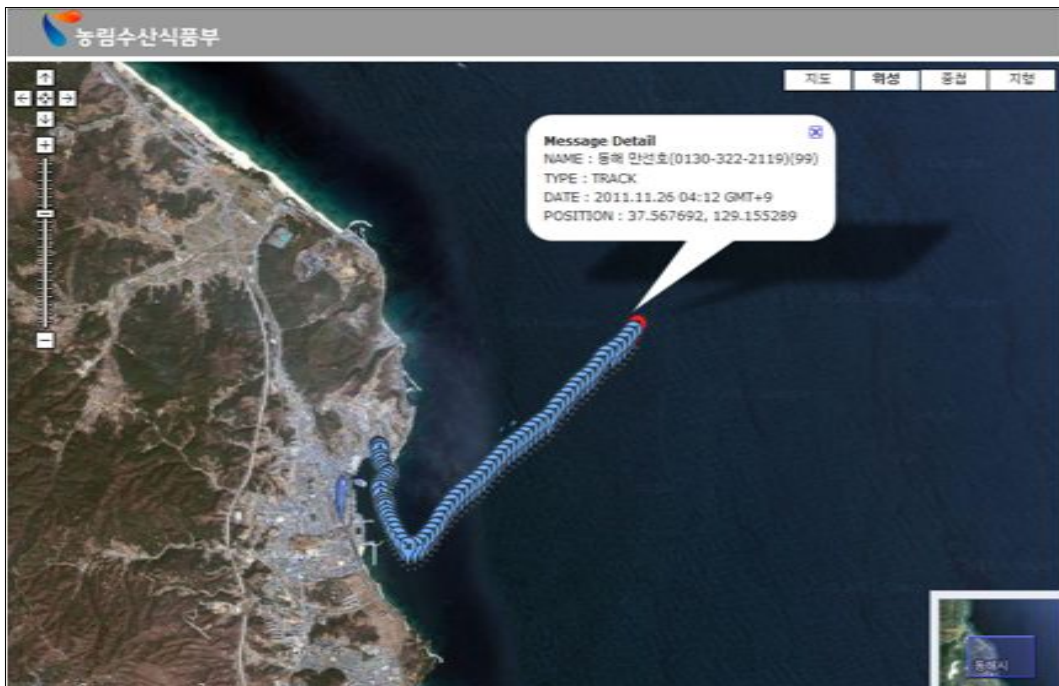 농림수산식품부
지도 위성 중첩 지형
Message Detail
NAME : 동해 만선호(0130-322-2119)(99)
TYPE : TRACK
DATE : 2011.11.26 04:12 GMT+9
POSITION : 37.567692, 129.155289
동해시